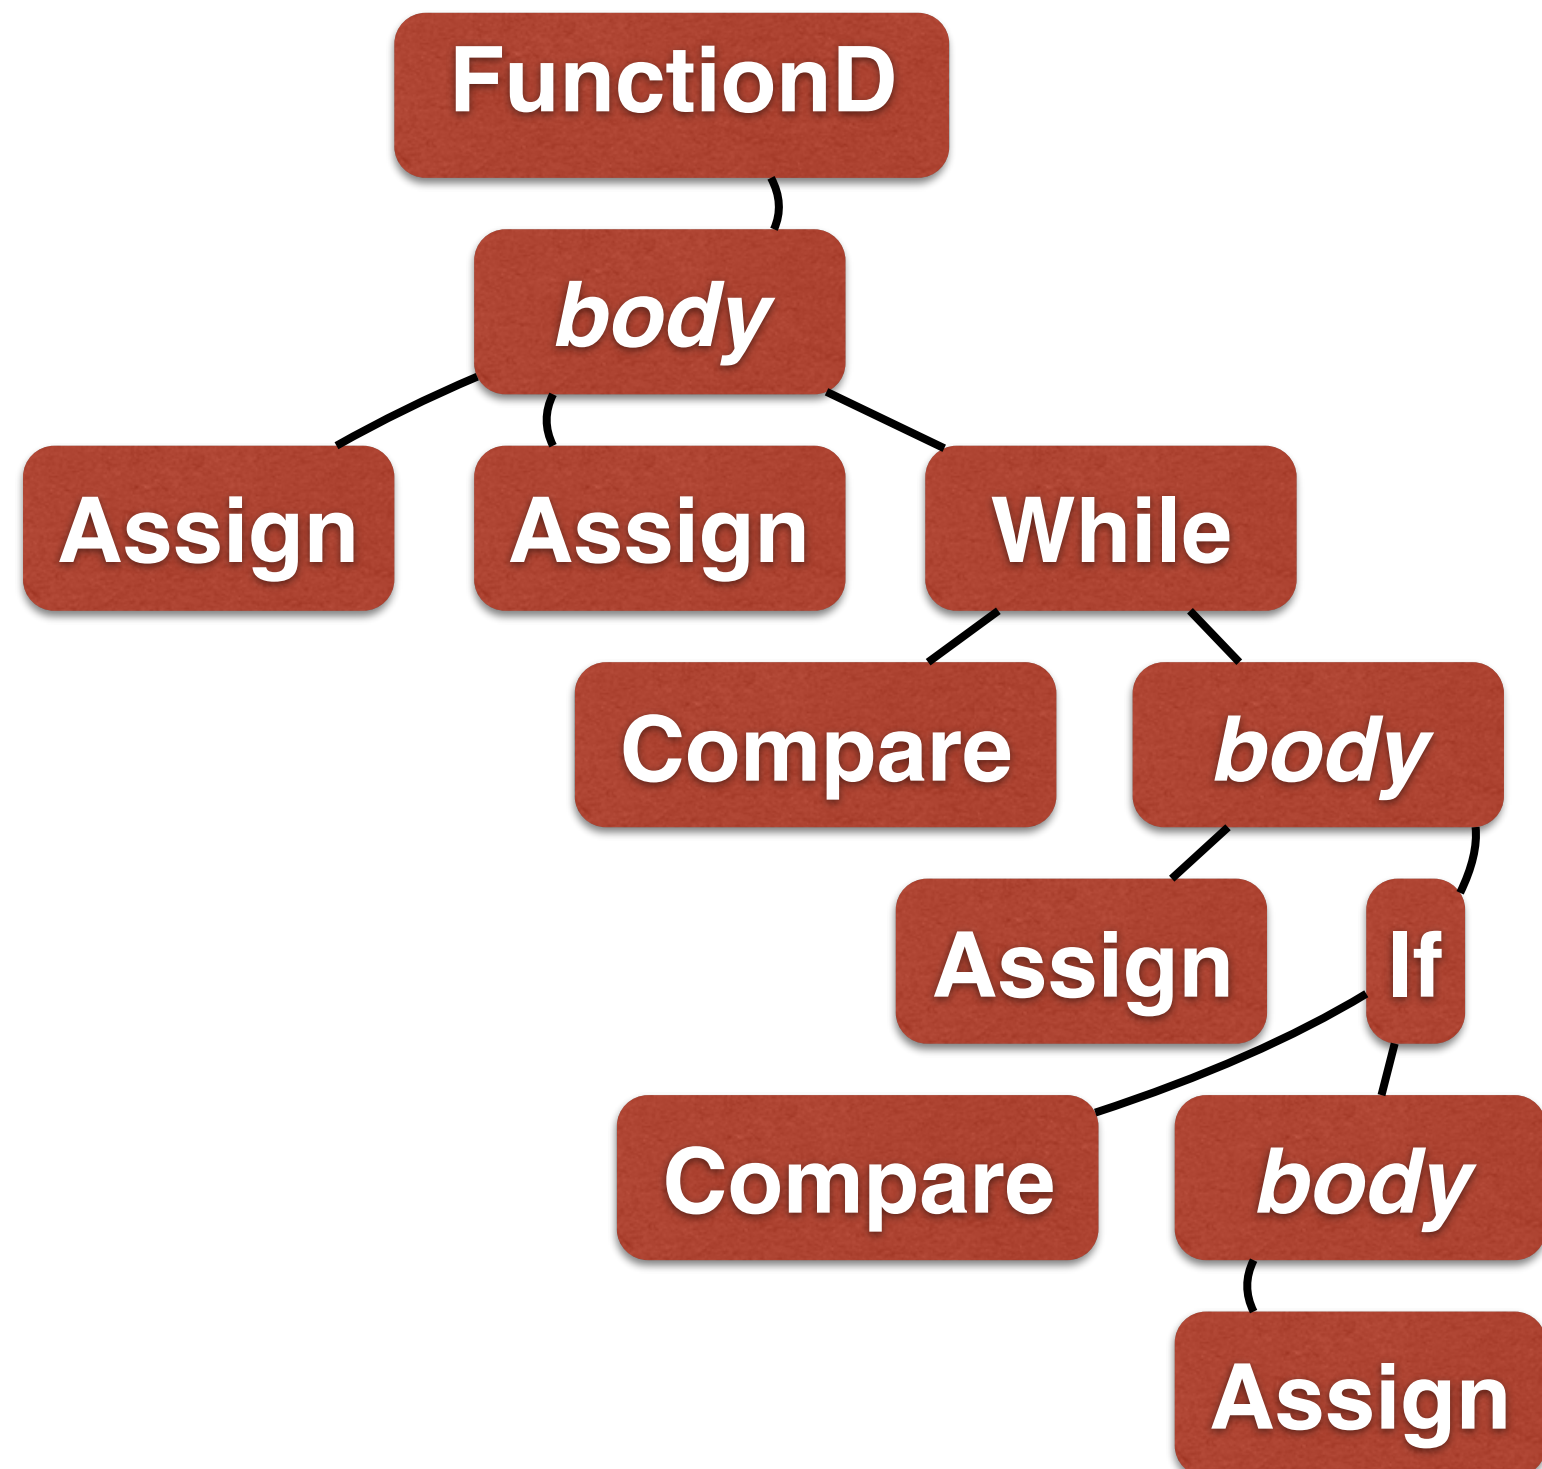 FunctionD
body
Assign
Assign
While
Compare
body
Assign
If
Compare
body
Assign